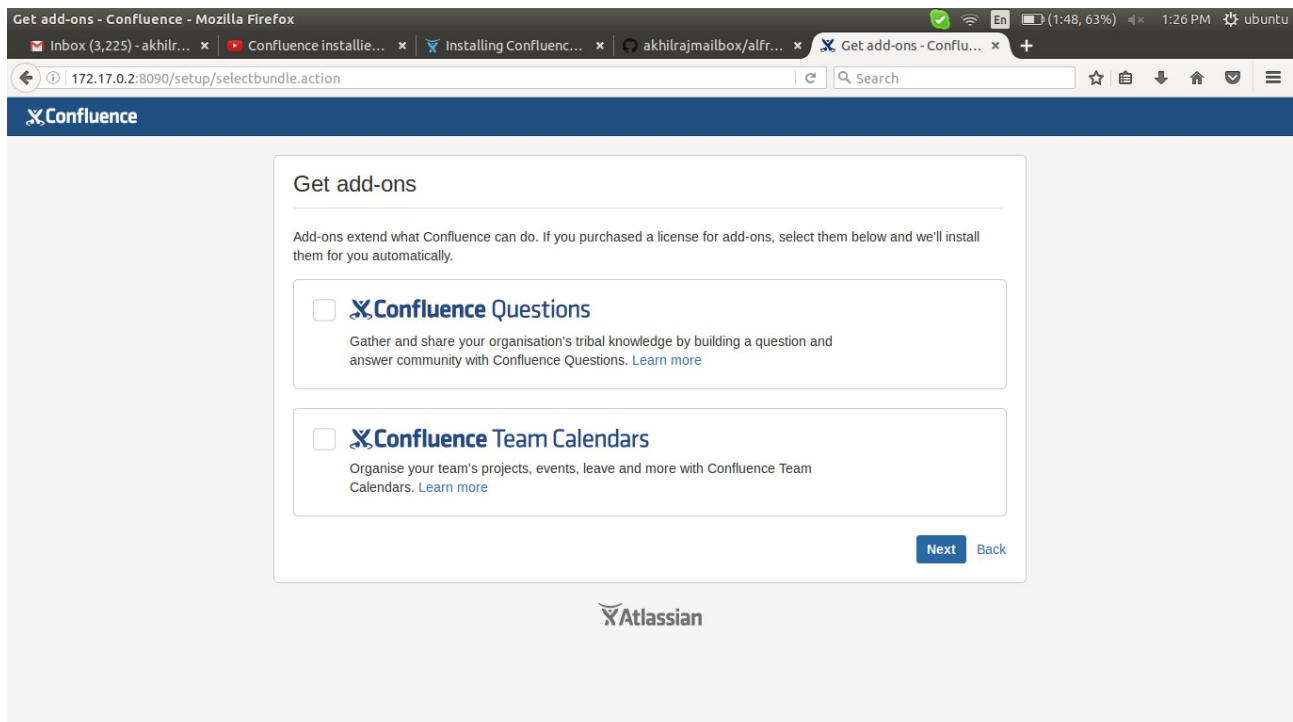 Get add-ons - Confluence - Mozilla Firefox En (1:48, 63%) 1:26 PM ubuntu
Inbox (3,225) - akhilr... Confluence installie... Installing Confluenc... akhilrajmailbox/alfr... Get add-ons - Conflu...
172.17.0.2:8090/setup/selectbundle.action Search
Confluence
Get add-ons
Add-ons extend what Confluence can do. If you purchased a license for add-ons, select them below and we'll install
them for you automatically.
Confluence Questions
Gather and share your organisation's tribal knowledge by building a question and
answer community with Confluence Questions. Learn more
Confluence Team Calendars
Organise your team's projects, events, leave and more with Confluence Team
Calendars. Learn more
Next Back
Atlassian